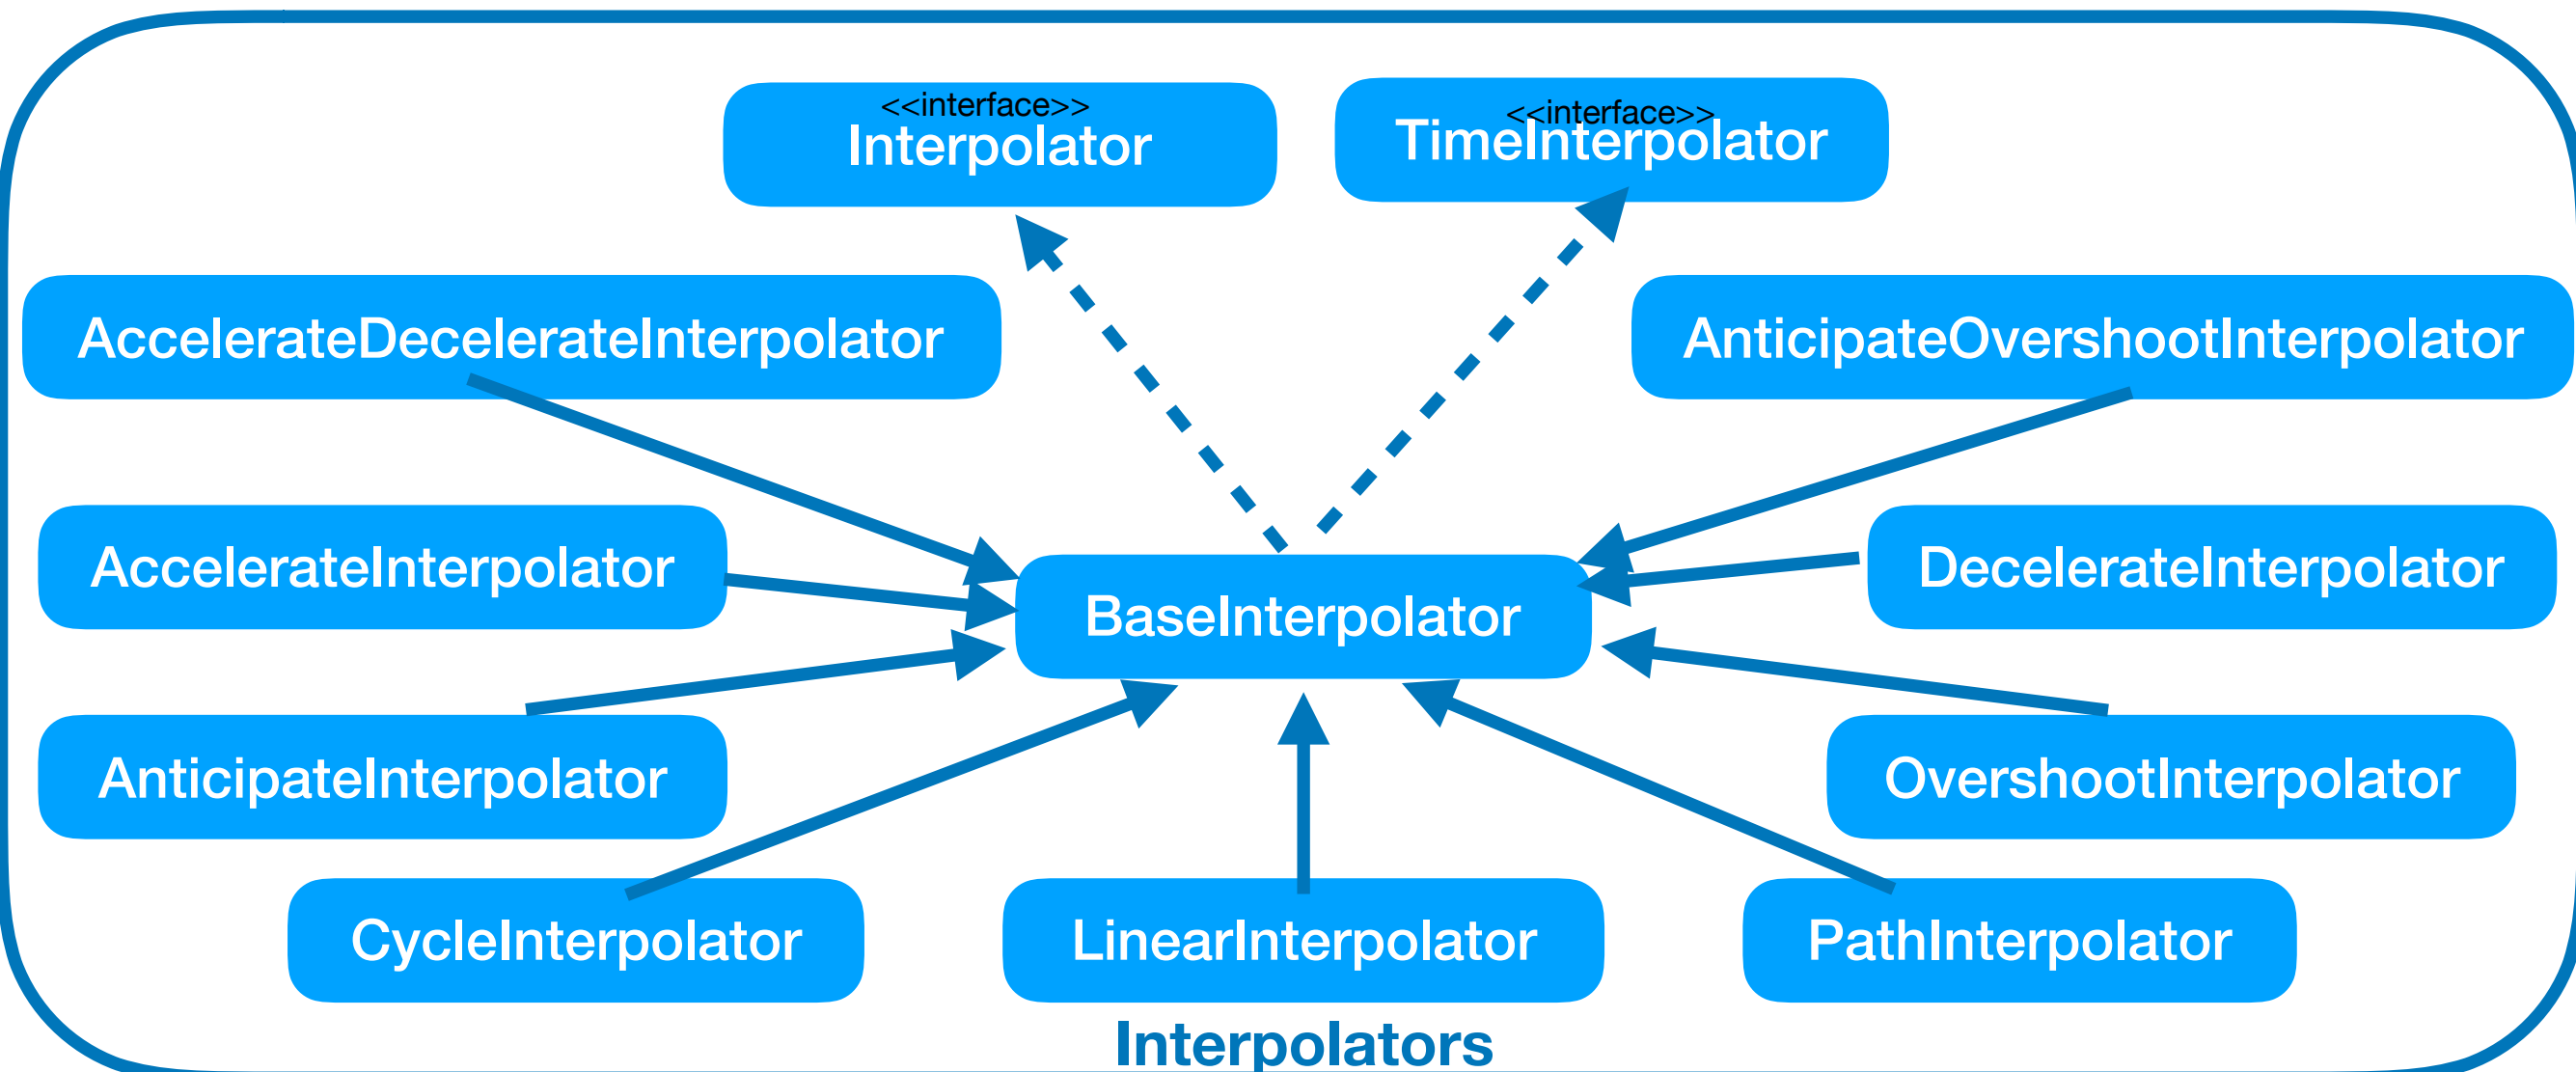 <<interface>>
Interpolator
<<interface>>
TimeInterpolator
AccelerateDecelerateInterpolator
AnticipateOvershootInterpolator
AccelerateInterpolator
BaseInterpolator
DecelerateInterpolator
AnticipateInterpolator
OvershootInterpolator
CycleInterpolator
LinearInterpolator
PathInterpolator
Interpolators